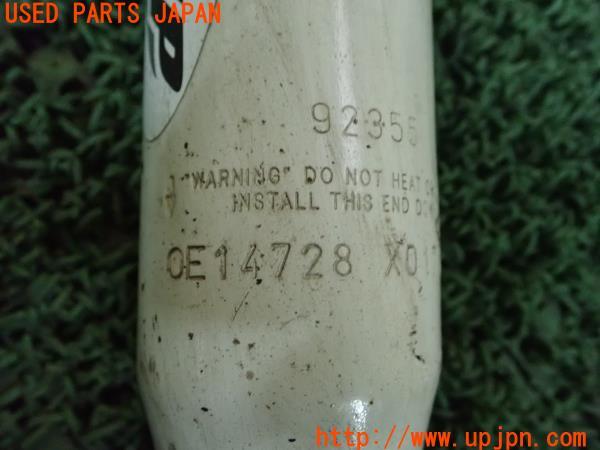 USED PARTS JAPAN
92355
"WARNING" DO NOT HEAT
INSTALL THIS END
OE14728 X0
http://www.upjpn.com